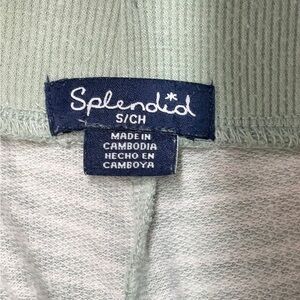 Splendid
S/CH
MADE IN
CAMBODIA
HECHO EN
CAMBOYA